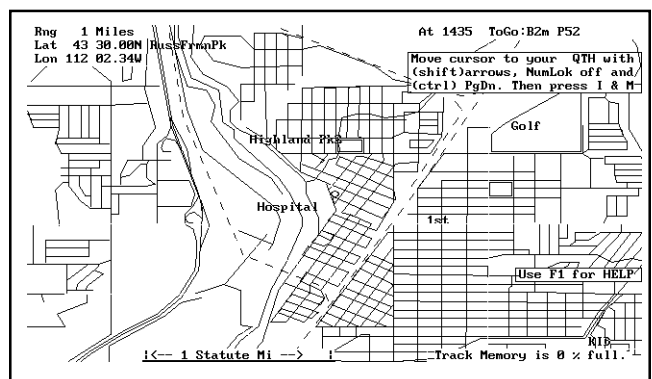 Rng 1 Miles
At 1435 ToGo:B2m P52
Lat 43 30.00N RussFrmnPk
Lon 112 02.34W
Move cursor to your QTH with
(shift)arrows, NumLok off and
(ctrl) PgDn. Then press I & M
Golf
Highland Pk
Hospital
1st
Use F1 for HELP
KID
|<-- 1 Statute Mi -->|
Track Memory is 0 % full.